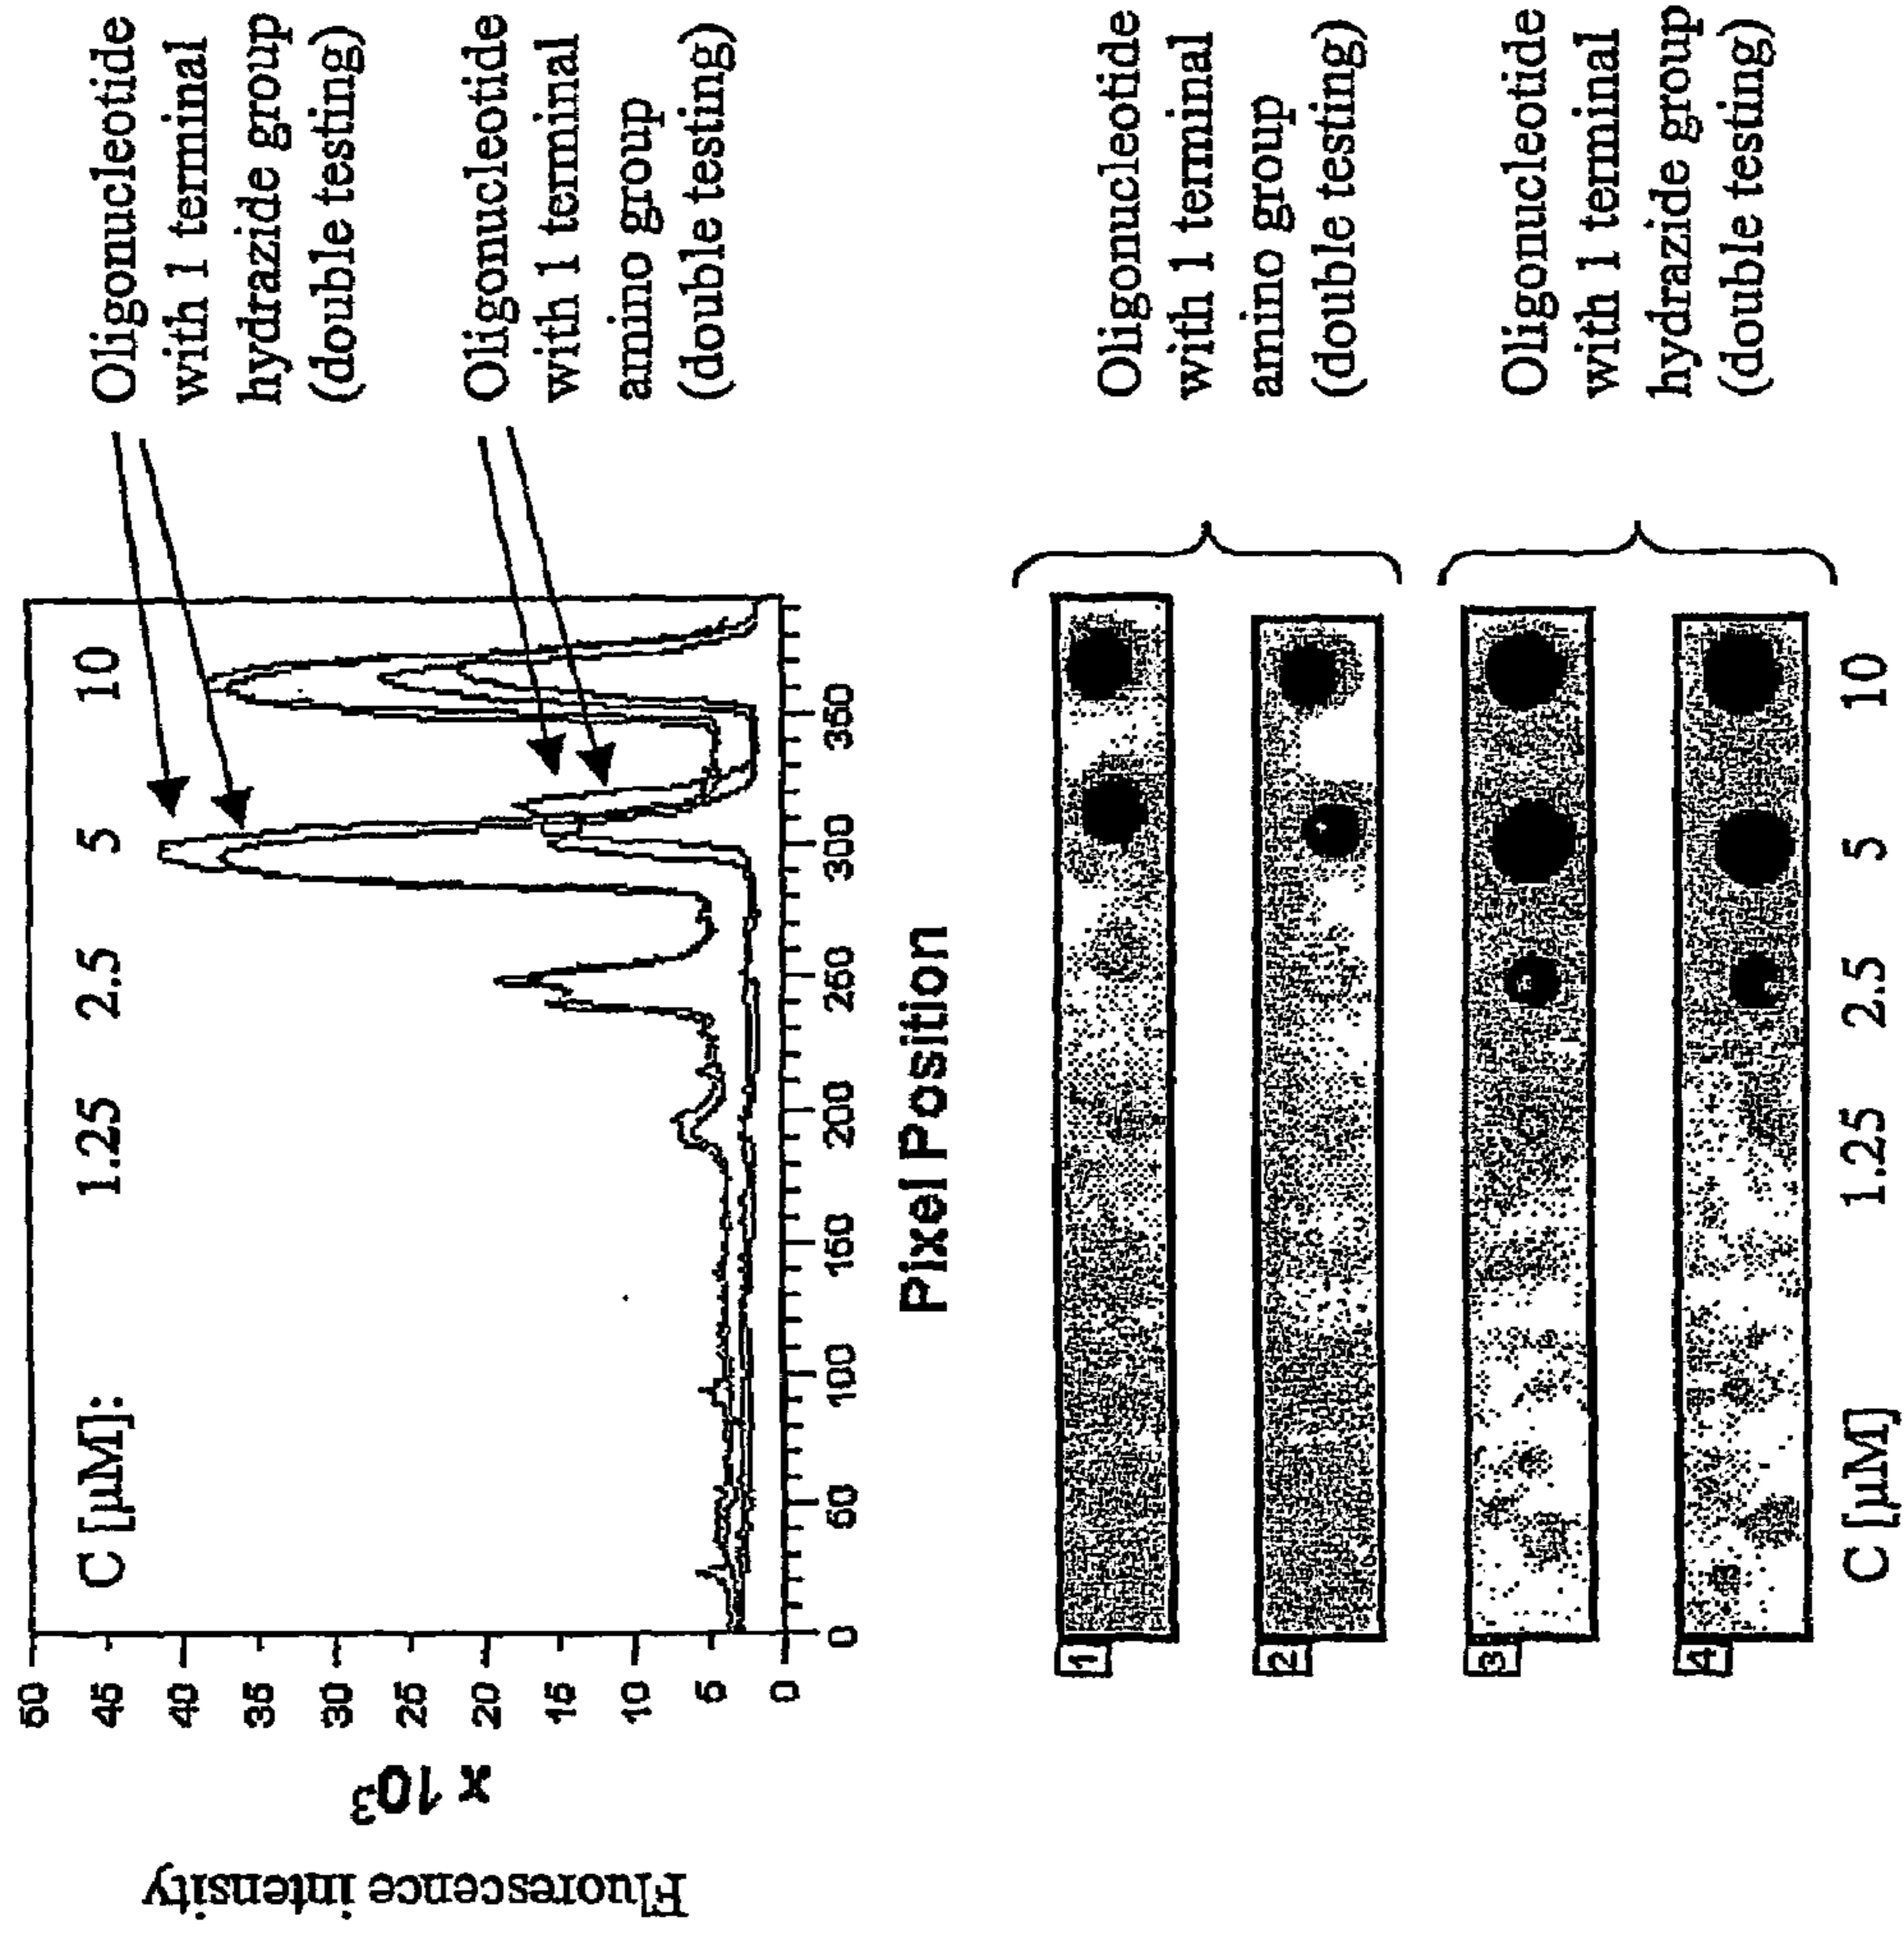 Fluorescence intensity
x 10³
50
45
40
35
30
25
20
15
10
5
0
C [µM]:
1.25
2.5
5
10
0
50
100
150
200
250
300
350
Pixel Position
Oligonucleotide
with 1 terminal
hydrazide group
(double testing)
Oligonucleotide
with 1 terminal
amino group
(double testing)
1
2
3
4
Oligonucleotide
with 1 terminal
amino group
(double testing)
Oligonucleotide
with 1 terminal
hydrazide group
(double testing)
C [µM]
1.25
2.5
5
10